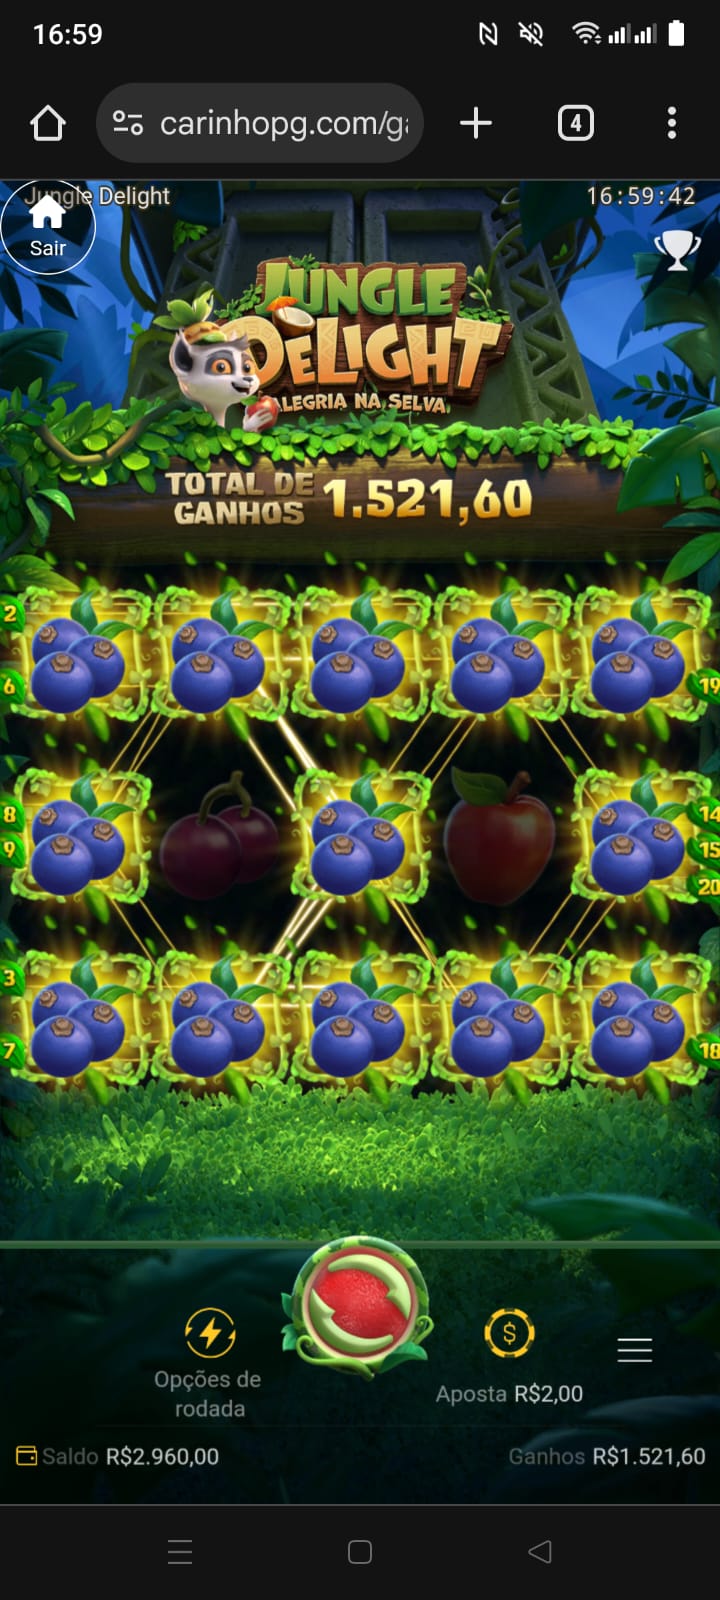 16:59
carinhopg.com/g
4
Jungle Delight
16:59:42
Sair
JUNGLE
DELIGHT
ALEGRIA NA SELVA
TOTAL DE
GANHOS 1.521,60
2
6
19
8
14
9
15
20
3
7
18
Opções de
rodada
Aposta R$2,00
Saldo R$2.960,00
Ganhos R$1.521,60